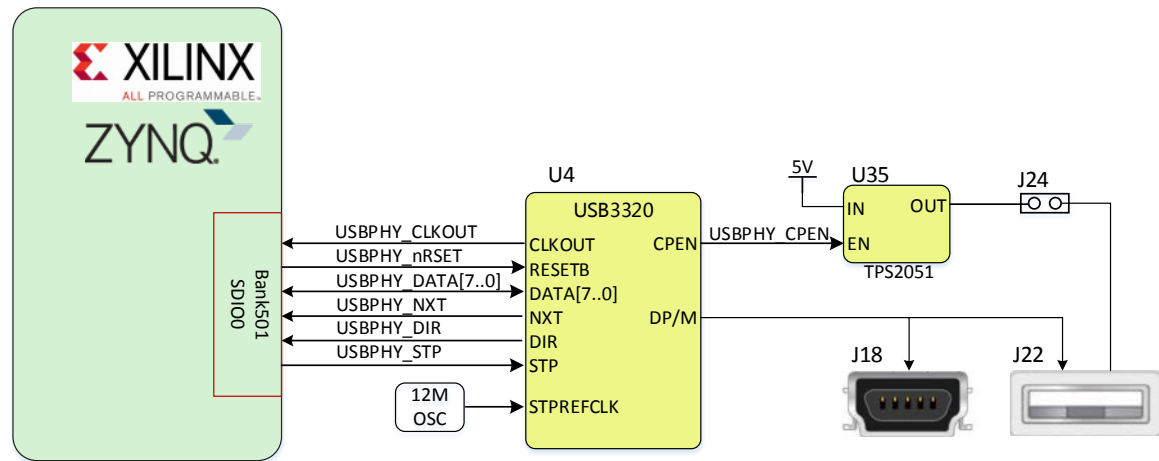 XILINX
ALL PROGRAMMABLE™
ZYNQ®
Bank501
SDIO0
USBPHY_CLKOUT
USBPHY_nRSET
USBPHY_DATA[7..0]
USBPHY_NXT
USBPHY_DIR
USBPHY_STP
12M
OSC
U4
USB3320
CLKOUT
RESETB
DATA[7..0]
NXT
DIR
STP
STPREFCLK
CPEN
DP/M
USBPHY_CPEN
5V
U35
IN
OUT
EN
TPS2051
J24
J18
J22